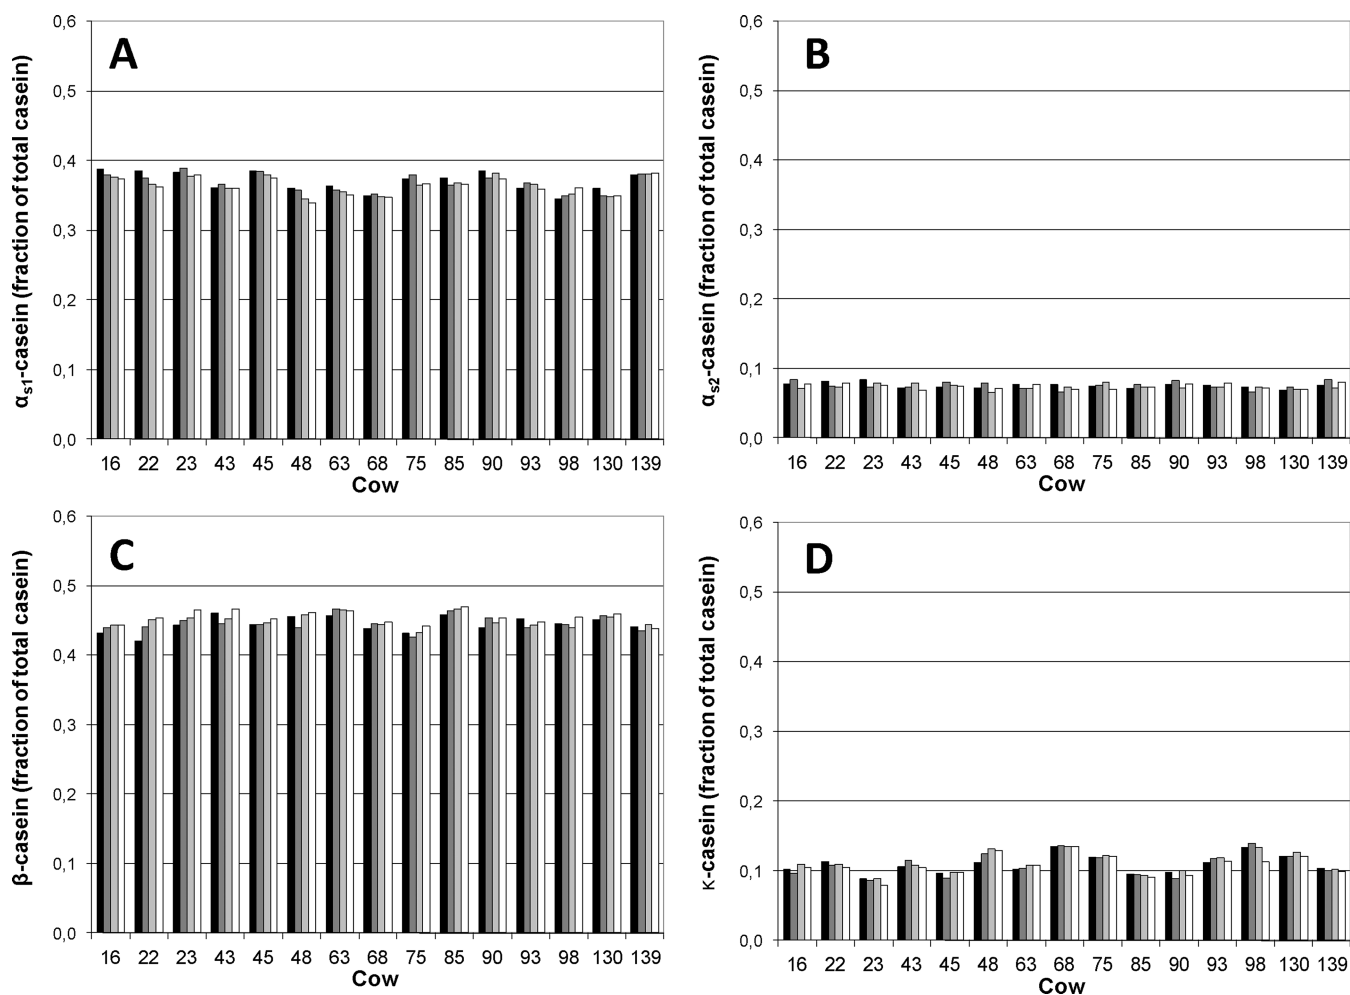 A
αs1-casein (fraction of total casein)
0,6
0,5
0,4
0,3
0,2
0,1
0,0
16 22 23 43 45 48 63 68 75 85 90 93 98 130 139
Cow
B
αs2-casein (fraction of total casein)
0,6
0,5
0,4
0,3
0,2
0,1
0,0
16 22 23 43 45 48 63 68 75 85 90 93 98 130 139
Cow
C
β-casein (fraction of total casein)
0,6
0,5
0,4
0,3
0,2
0,1
0,0
16 22 23 43 45 48 63 68 75 85 90 93 98 130 139
Cow
D
κ-casein (fraction of total casein)
0,6
0,5
0,4
0,3
0,2
0,1
0,0
16 22 23 43 45 48 63 68 75 85 90 93 98 130 139
Cow